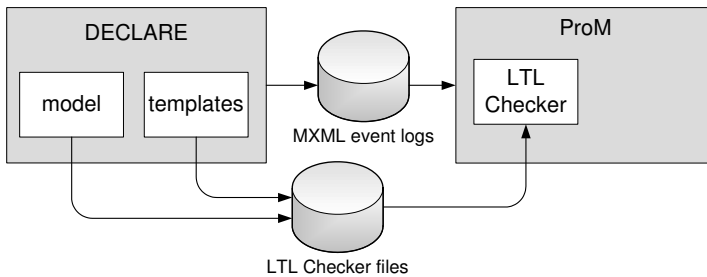 DECLARE
ProM
model
templates
LTL
Checker
MXML event logs
LTL Checker files